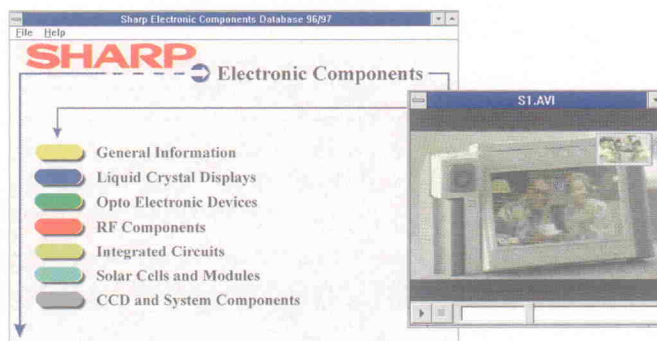 Sharp Electronic Components Database 96/97
File Help
SHARP
Electronic Components
S1.AVI
General Information
Liquid Crystal Displays
Opto Electronic Devices
RF Components
Integrated Circuits
Solar Cells and Modules
CCD and System Components